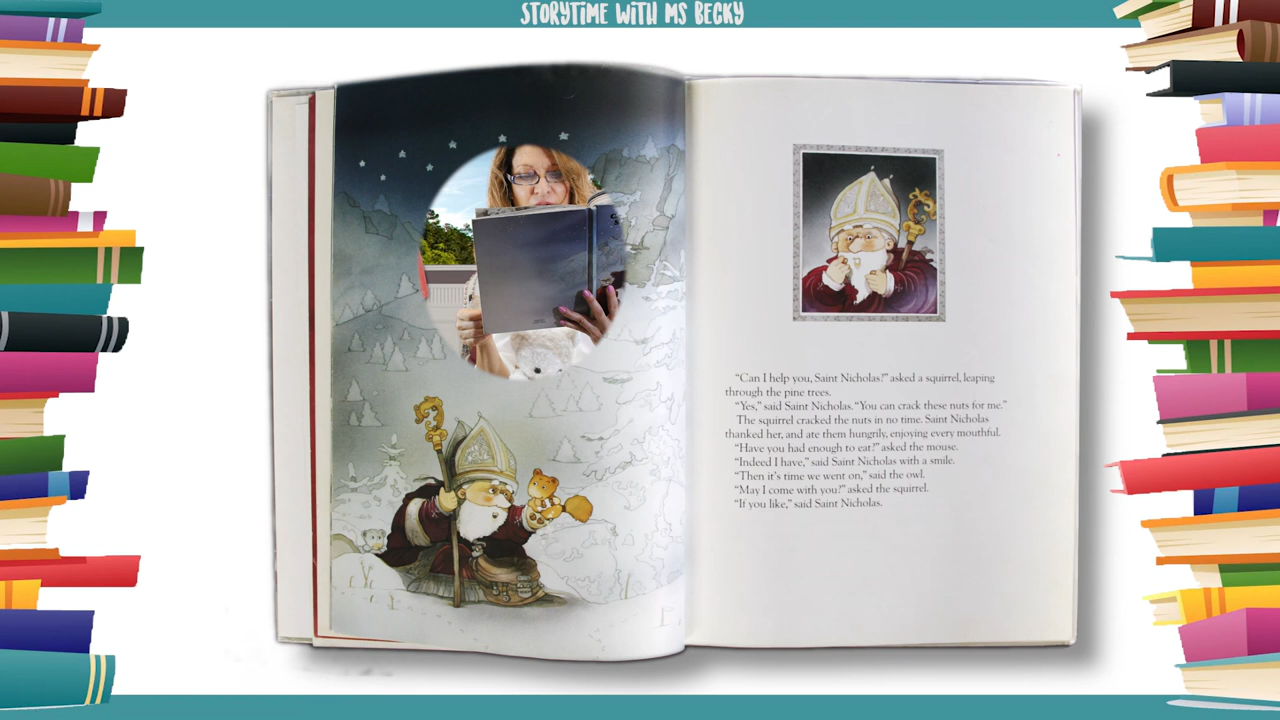 STORYTIME WITH MS BECKY
“Can I help you, Saint Nicholas?” asked a squirrel, leaping
through the pine trees.
“Yes,” said Saint Nicholas. “You can crack these nuts for me.”
The squirrel cracked the nuts in no time. Saint Nicholas
thanked her, and ate them hungrily, enjoying every mouthful.
“Have you had enough to eat?” asked the mouse.
“Indeed I have,” said Saint Nicholas with a smile.
“Then it’s time we went on,” said the owl.
“May I come with you?” asked the squirrel.
“If you like,” said Saint Nicholas.